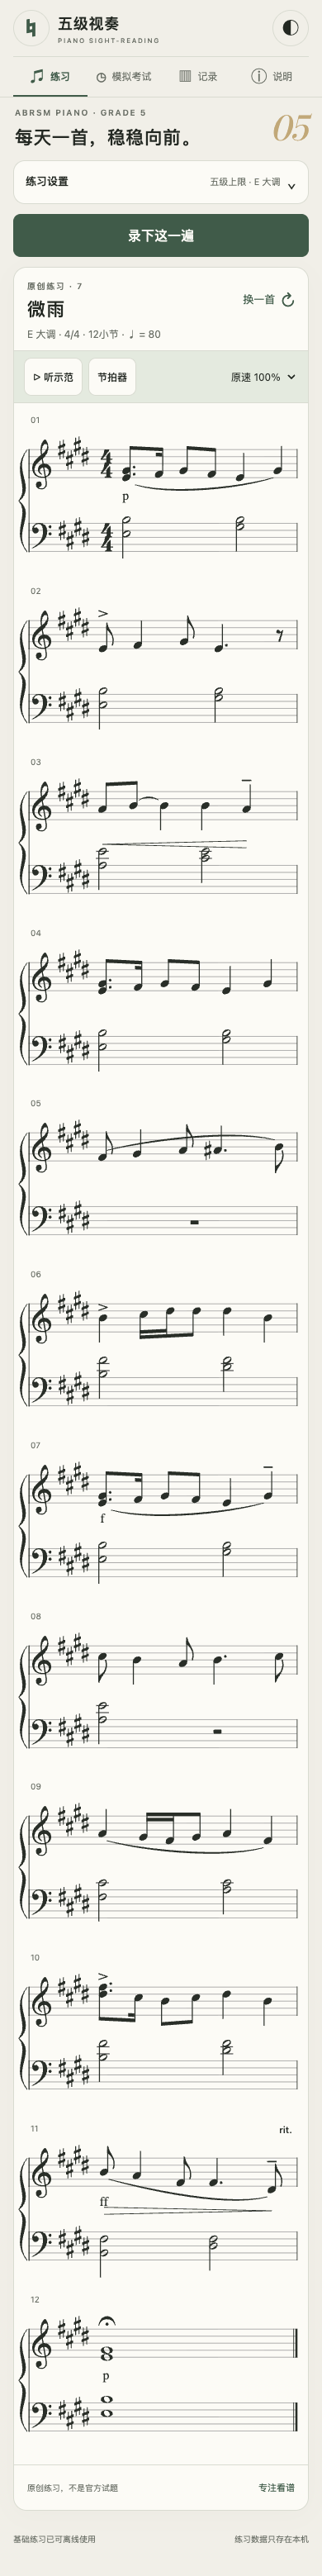 五级视奏
PIANO SIGHT-READING
练习 模拟考试 记录 说明
ABRSM PIANO · GRADE 5
每天一首，稳稳向前。
05
练习设置 五级上限 · E 大调
录下这一遍
原创练习 · 7
微雨
换一首
E 大调 · 4/4 · 12小节 · ♩ = 80
听示范 节拍器 原速 100%
01
4/4
p
4/4
02
03
04
05
06
07
f
08
09
10
11
rit.
ff
12
p
原创练习，不是官方试题 专注看谱
基础练习已可离线使用 练习数据只存在本机